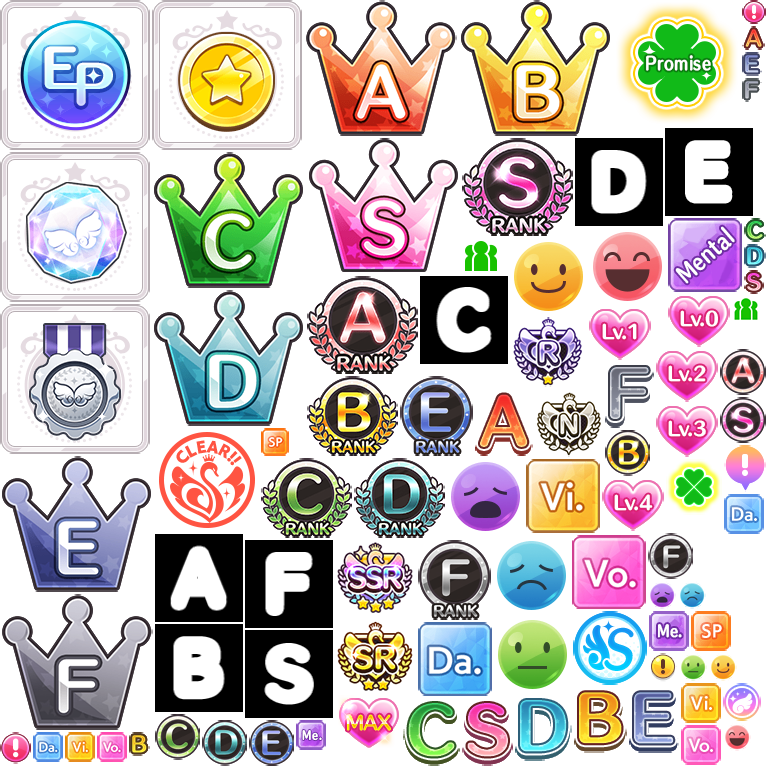 Ep
A
B
Promise
!
A
E
F
C
S
S
RANK
D
E
Mental
C
D
S
D
A
RANK
C
R
Lv.1
Lv.0
Lv.2
A
F
Lv.3
S
B
RANK
E
RANK
A
N
B
CLEAR!!
SP
C
RANK
D
RANK
Vi.
Lv.4
!
Da.
E
A
F
SSR
F
RANK
Vo.
F
F
B
S
SR
Da.
S
Me.
SP
!
MAX
C
S
D
B
E
Vi.
Vo.
!
Da.
Vi.
Vo.
B
C
D
E
Me.